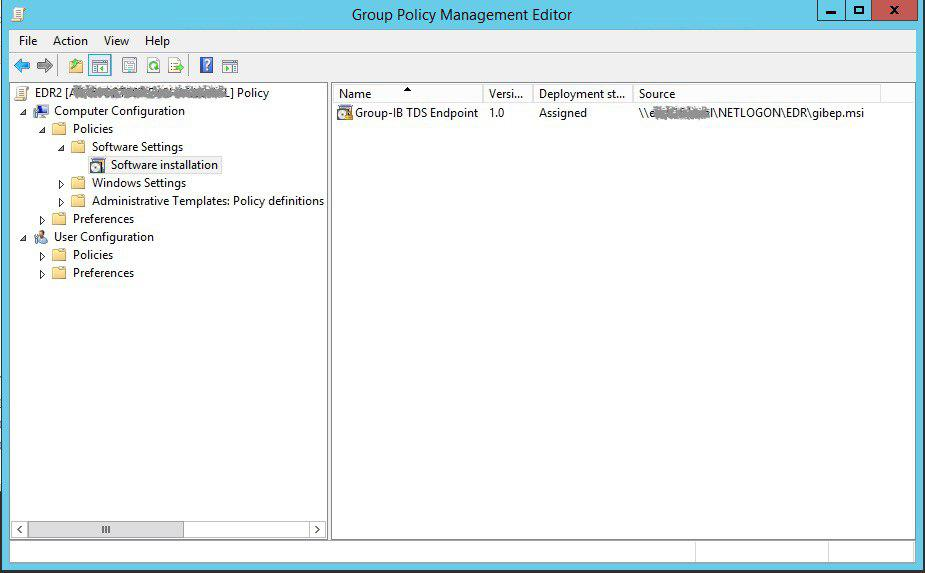 Group Policy Management Editor
File Action View Help
EDR2 [A L] Policy
Computer Configuration
Policies
Software Settings
Software installation
Windows Settings
Administrative Templates: Policy definitions
Preferences
User Configuration
Policies
Preferences
Name Versi... Deployment st... Source
Group-IB TDS Endpoint 1.0 Assigned \\e l\NETLOGON\EDR\gibep.msi